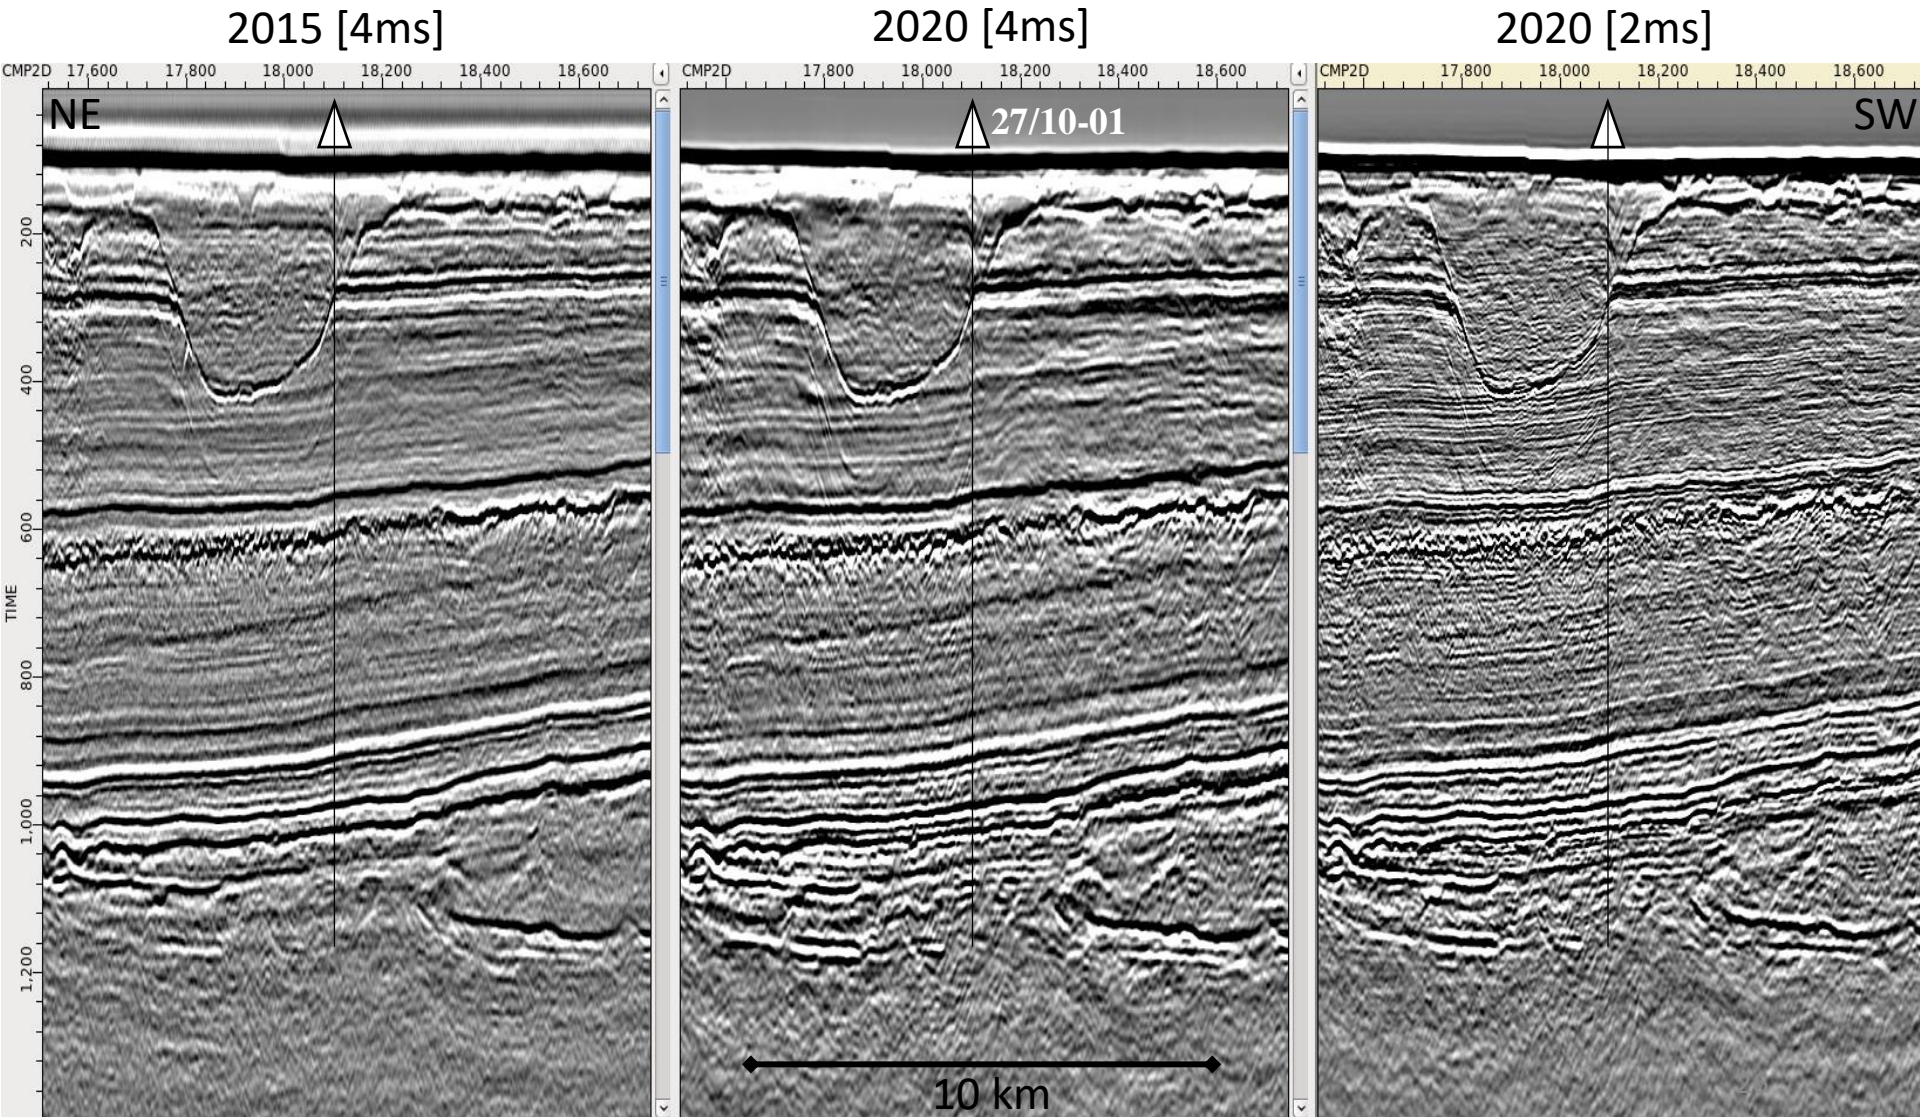 2015 [4ms]
2020 [4ms]
2020 [2ms]
CMP2D 17,600 17,800 18,000 18,200 18,400 18,600
CMP2D 17,800 18,000 18,200 18,400 18,600
CMP2D 17,800 18,000 18,200 18,400 18,600
NE
27/10-01
SW
200
400
600
TIME
800
1,000
1,200
10 km